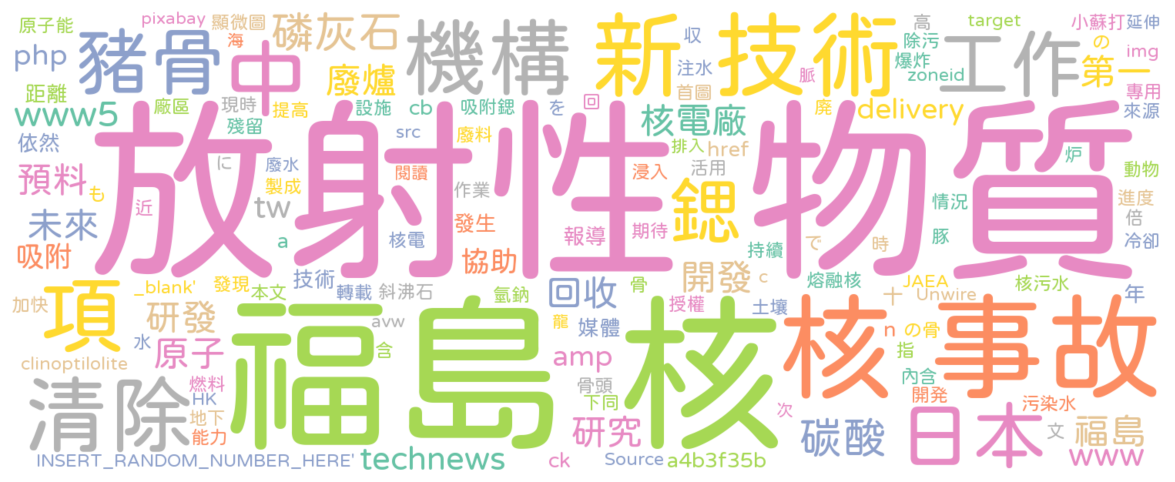 原子能
pixabay
顯微圖
磷灰石
機構
新技術
収
高
target
小蘇打
延伸
php
豬骨
海
中
廢爐
注水
脈
除污
爆炸
zoneid
工作
の
第一
img
專用
距離
www5
廠區
現時
提高
設施
cb
吸附鍶
を
回
首圖
廃
delivery
來源
依然
殘留
src
廢料
核電廠
排入
href
炉
預料
も
に
廢水
製成
閱讀
放射性物質
浸入
活用
動物
近
作業
鍶
進度
未來
tw
發生
情況
倍
吸附
a
核電
協助
報導
期待
持續
で
時
豚
冷卻
發現
技術
開發
c
熔融核
JAEA
核污水
_blank'
本文
轉載
斜沸石
氫鈉
回收
骨
授權
土壤
十
Unwire
年
加快
項
研發
avw
龍
媒體
核
事故
n
の骨
水
原子
含
amp
指
clinoptilolite
福島核
骨頭
內含
清除
燃料
HK
下同
開発
地下
次
污染水
能力
研究
碳酸
日本
文
福島
INSERT_RANDOM_NUMBER_HERE'
technews
ck
Source
a4b3f35b
www